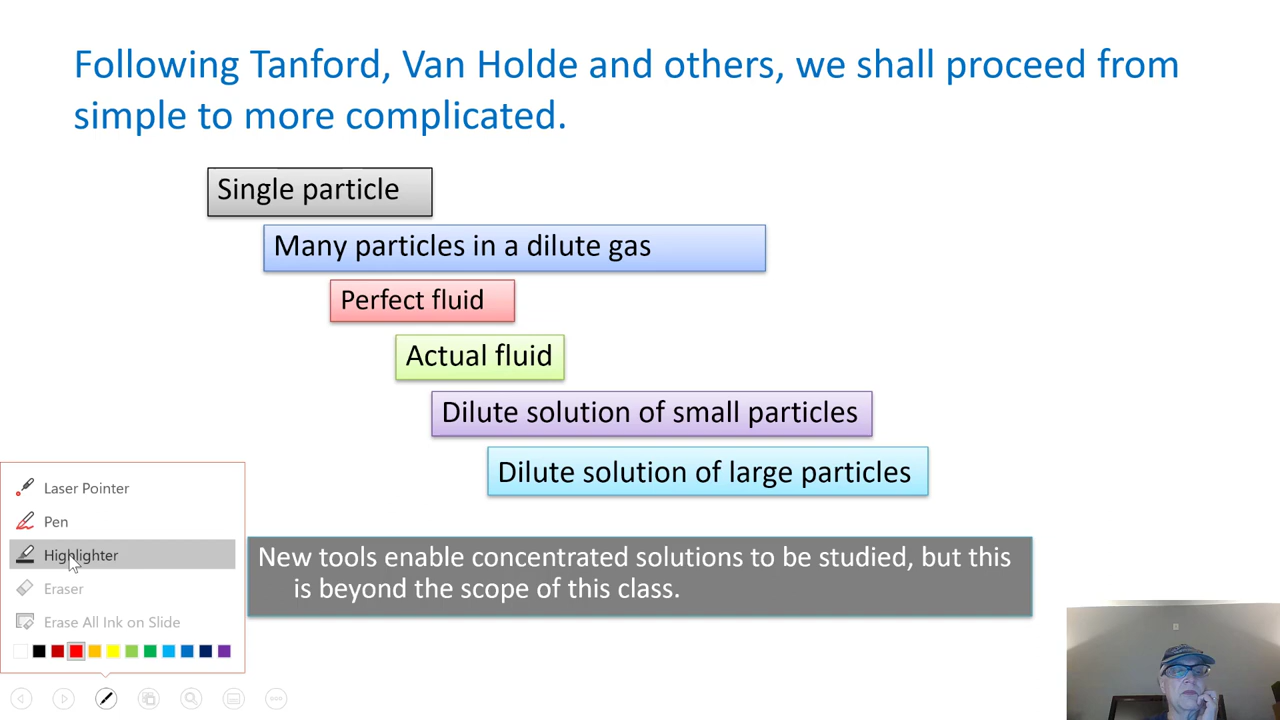 Following Tanford, Van Holde and others, we shall proceed from
simple to more complicated.
Single particle
Many particles in a dilute gas
Perfect fluid
Actual fluid
Dilute solution of small particles
Dilute solution of large particles
New tools enable concentrated solutions to be studied, but this
is beyond the scope of this class.
Laser Pointer
Pen
Highlighter
Eraser
Erase All Ink on Slide